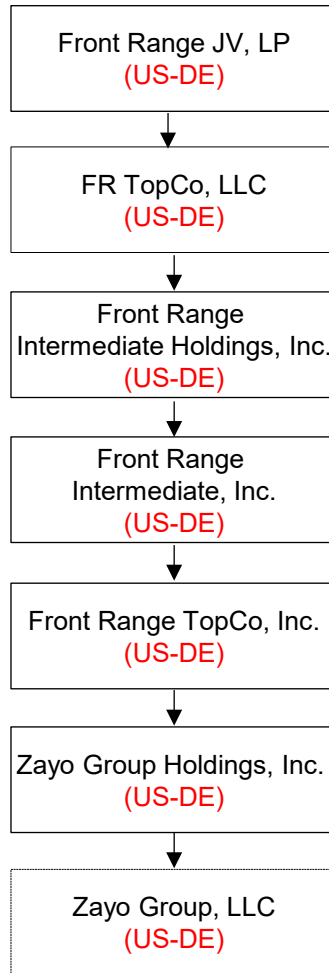 Front Range JV, LP
(US-DE)
FR TopCo, LLC
(US-DE)
Front Range
Intermediate Holdings, Inc.
(US-DE)
Front Range
Intermediate, Inc.
(US-DE)
Front Range TopCo, Inc.
(US-DE)
Zayo Group Holdings, Inc.
(US-DE)
Zayo Group, LLC
(US-DE)